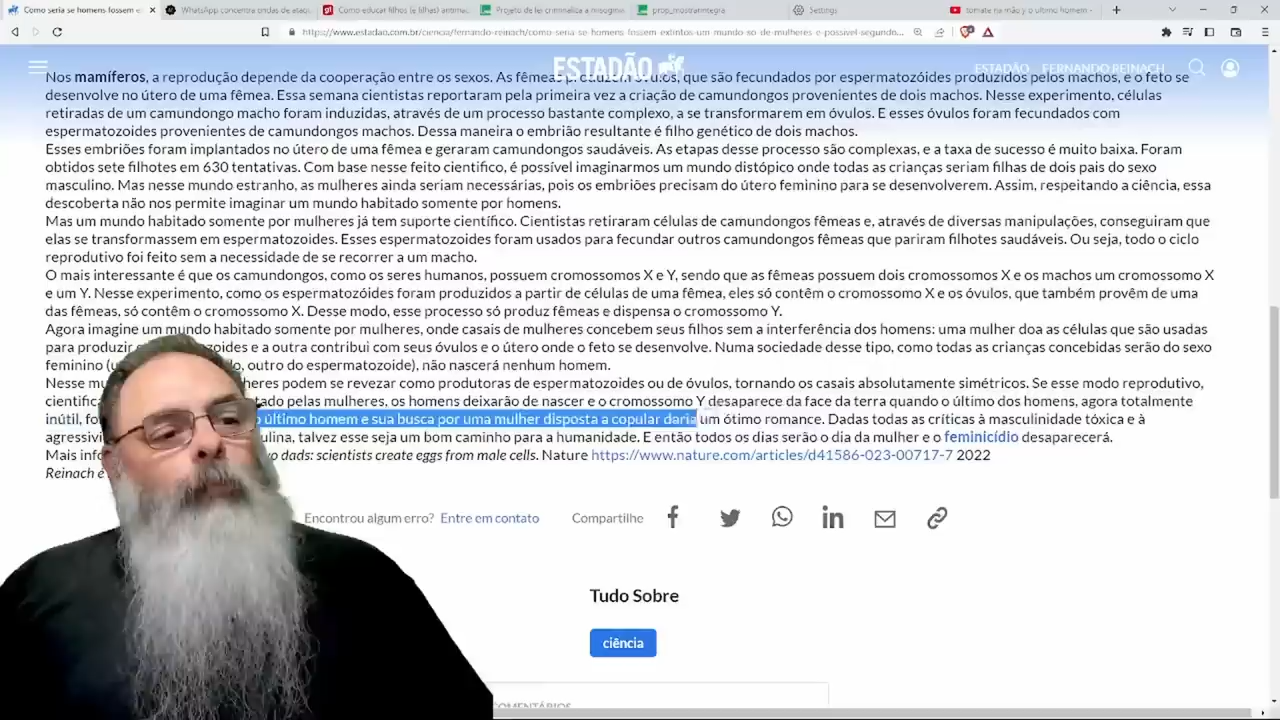 Como seria se homens fossem e
WhatsApp concentra ondas de ataqu
Como educar filhos (e filhas) antimac
Projeto de lei criminaliza a misogini
prop_mostrarintegra
Settings
tomate na mão y o ultimo homem -
https://www.estadao.com.br/ciencia/fernando-reinach/como-seria-se-homens-fossem-extintos-um-mundo-so-de-mulheres-e-possivel-segundo...
ESTADÃO
ESTADÃO FERNANDO REINACH
Nos mamíferos, a reprodução depende da cooperação entre os sexos. As fêmeas produzem óvulos, que são fecundados por espermatozóides produzidos pelos machos, e o feto se
desenvolve no útero de uma fêmea. Essa semana cientistas reportaram pela primeira vez a criação de camundongos provenientes de dois machos. Nesse experimento, células
retiradas de um camundongo macho foram induzidas, através de um processo bastante complexo, a se transformarem em óvulos. E esses óvulos foram fecundados com
espermatozoides provenientes de camundongos machos. Dessa maneira o embrião resultante é filho genético de dois machos.
Esses embriões foram implantados no útero de uma fêmea e geraram camundongos saudáveis. As etapas desse processo são complexas, e a taxa de sucesso é muito baixa. Foram
obtidos sete filhotes em 630 tentativas. Com base nesse feito cientifico, é possível imaginarmos um mundo distópico onde todas as crianças seriam filhas de dois pais do sexo
masculino. Mas nesse mundo estranho, as mulheres ainda seriam necessárias, pois os embriões precisam do útero feminino para se desenvolverem. Assim, respeitando a ciência, essa
descoberta não nos permite imaginar um mundo habitado somente por homens.
Mas um mundo habitado somente por mulheres já tem suporte científico. Cientistas retiraram células de camundongos fêmeas e, através de diversas manipulações, conseguiram que
elas se transformassem em espermatozoides. Esses espermatozoides foram usados para fecundar outros camundongos fêmeas que pariram filhotes saudáveis. Ou seja, todo o ciclo
reprodutivo foi feito sem a necessidade de se recorrer a um macho.
O mais interessante é que os camundongos, como os seres humanos, possuem cromossomos X e Y, sendo que as fêmeas possuem dois cromossomos X e os machos um cromossomo X
e um Y. Nesse experimento, como os espermatozóides foram produzidos a partir de células de uma fêmea, eles só contêm o cromossomo X e os óvulos, que também provêm de uma
das fêmeas, só contêm o cromossomo X. Desse modo, esse processo só produz fêmeas e dispensa o cromossomo Y.
Agora imagine um mundo habitado somente por mulheres, onde casais de mulheres concebem seus filhos sem a interferência dos homens: uma mulher doa as células que são usadas
para produzir zoides e a outra contribui com seus óvulos e o útero onde o feto se desenvolve. Numa sociedade desse tipo, como todas as crianças concebidas serão do sexo
feminino (u o, outro do espermatozoide), não nascerá nenhum homem.
Nesse mu heres podem se revezar como produtoras de espermatozoides ou de óvulos, tornando os casais absolutamente simétricos. Se esse modo reprodutivo,
cientific tado pelas mulheres, os homens deixarão de nascer e o cromossomo Y desaparece da face da terra quando o último dos homens, agora totalmente
inútil, fo o último homem e sua busca por uma mulher disposta a copular daria um ótimo romance. Dadas todas as criticas à masculinidade tóxica e à
agressivi ulina, talvez esse seja um bom caminho para a humanidade. E então todos os dias serão o dia da mulher e o feminicídio desaparecerá.
Mais info wo dads: scientists create eggs from male cells. Nature https://www.nature.com/articles/d41586-023-00717-7 2022
Reinach é
Encontrou algum erro? Entre em contato
Compartilhe
Tudo Sobre
ciência
COMENTÁRIOS